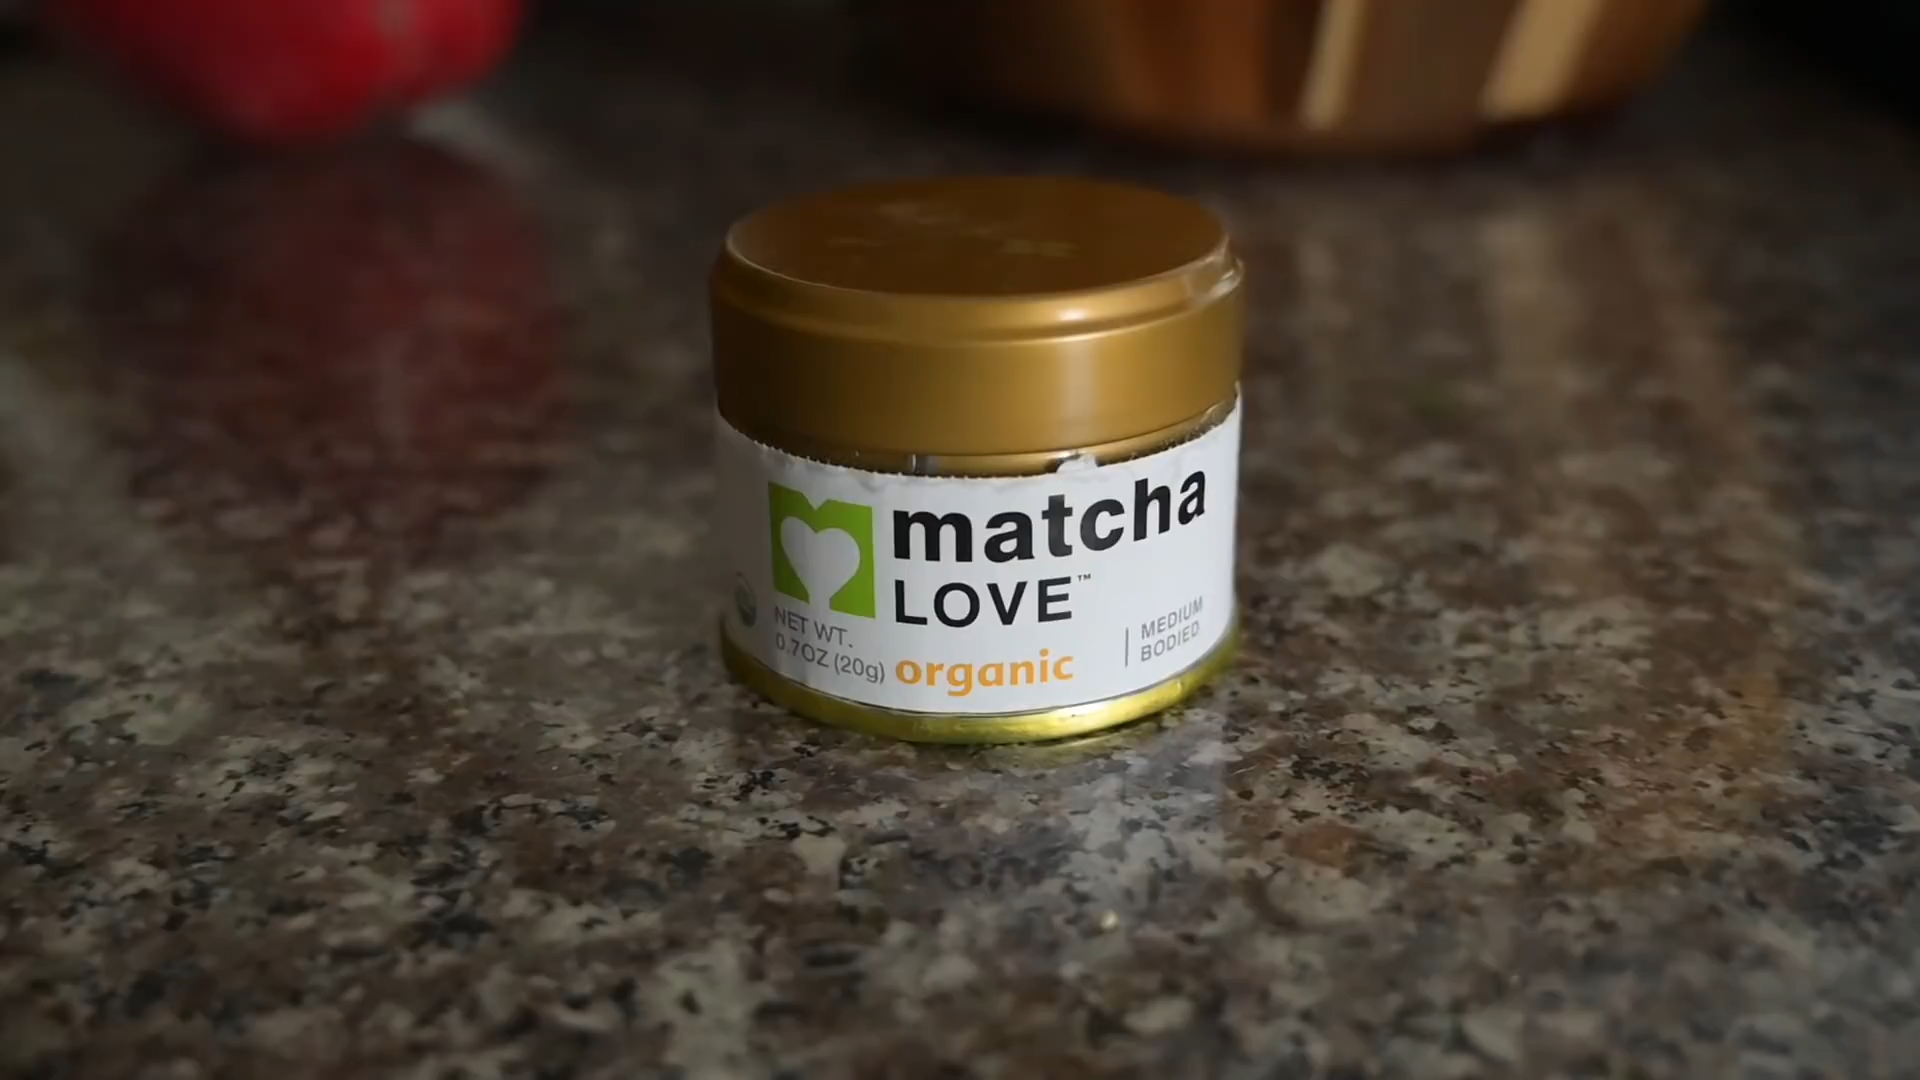 matcha
LOVE™
NET WT.
0.7OZ (20g)
organic
MEDIUM
BODIED